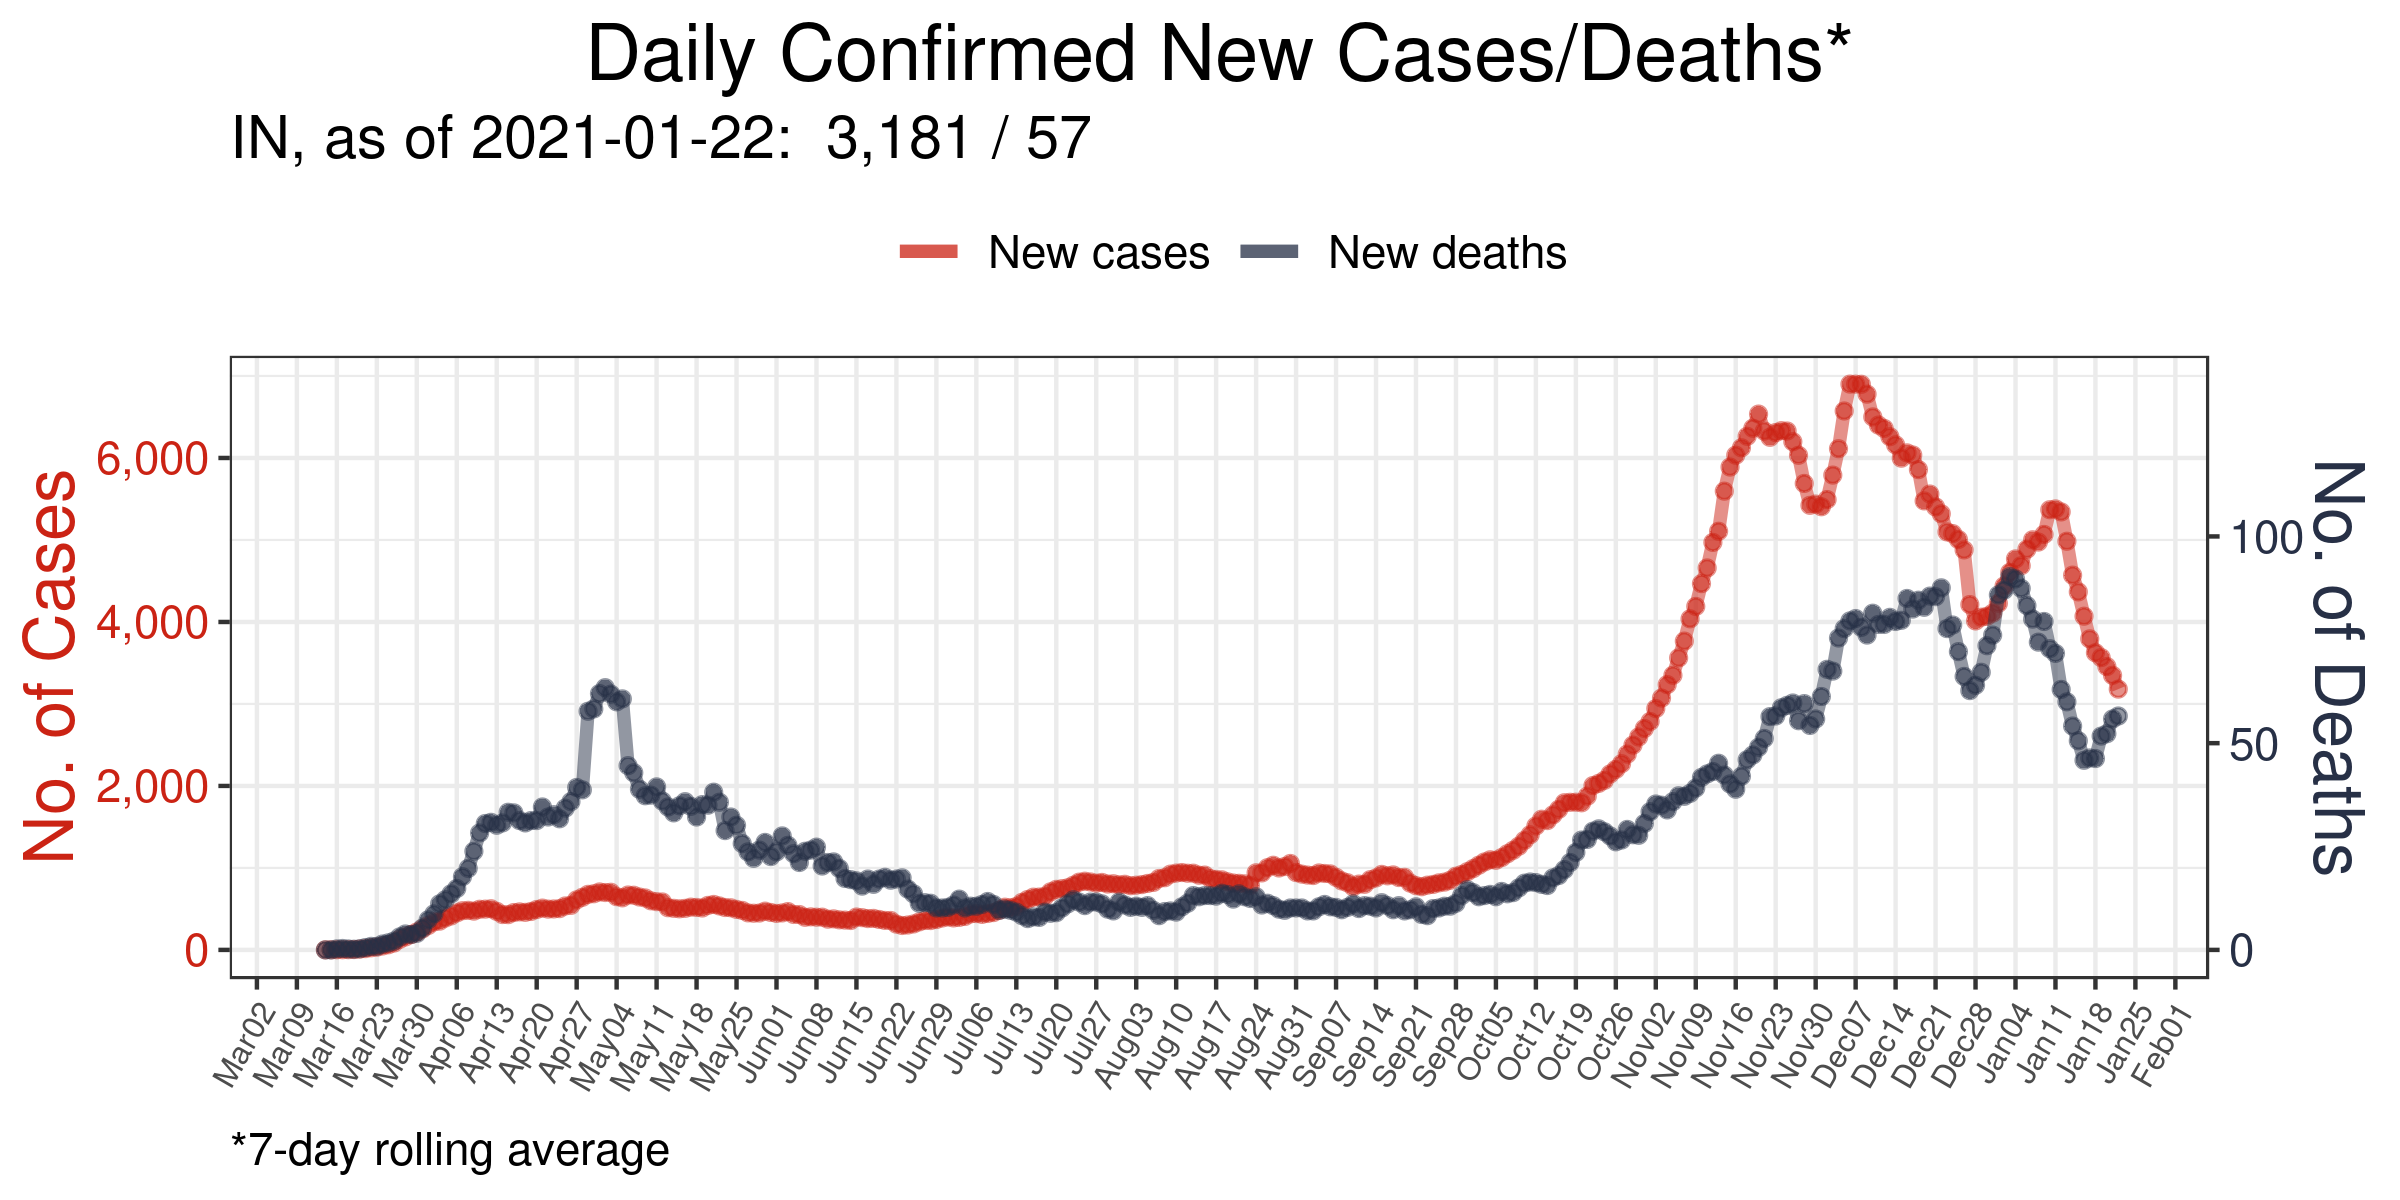 Daily Confirmed New Cases/Deaths*
IN, as of 2021-01-22:  3,181 / 57
New cases
New deaths
No. of Cases
6,000
4,000
2,000
0
No. of Deaths
100
50
0
Mar02
Mar09
Mar16
Mar23
Mar30
Apr06
Apr13
Apr20
Apr27
May04
May11
May18
May25
Jun01
Jun08
Jun15
Jun22
Jun29
Jul06
Jul13
Jul20
Jul27
Aug03
Aug10
Aug17
Aug24
Aug31
Sep07
Sep14
Sep21
Sep28
Oct05
Oct12
Oct19
Oct26
Nov02
Nov09
Nov16
Nov23
Nov30
Dec07
Dec14
Dec21
Dec28
Jan04
Jan11
Jan18
Jan25
Feb01
*7-day rolling average